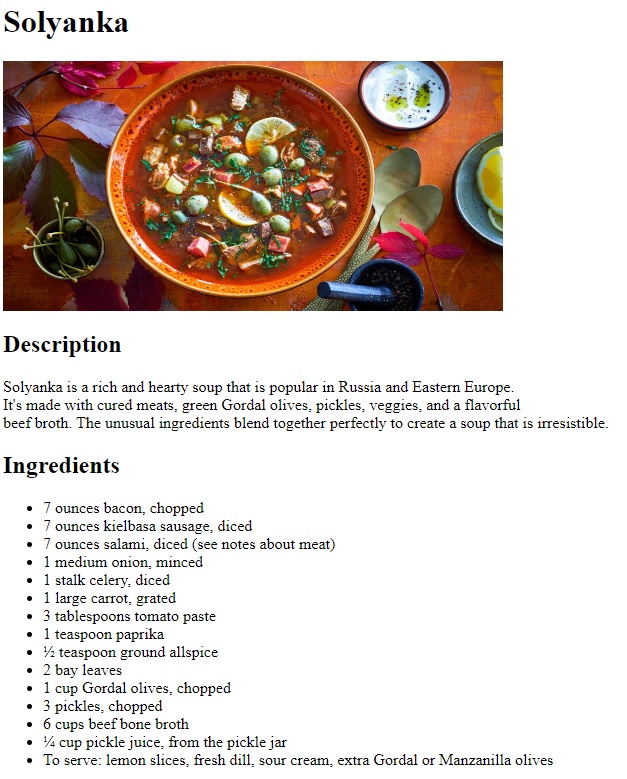 Solyanka
Description
Solyanka is a rich and hearty soup that is popular in Russia and Eastern Europe.
It's made with cured meats, green Gordal olives, pickles, veggies, and a flavorful
beef broth. The unusual ingredients blend together perfectly to create a soup that is irresistible.
Ingredients
• 7 ounces bacon, chopped
• 7 ounces kielbasa sausage, diced
• 7 ounces salami, diced (see notes about meat)
• 1 medium onion, minced
• 1 stalk celery, diced
• 1 large carrot, grated
• 3 tablespoons tomato paste
• 1 teaspoon paprika
• ½ teaspoon ground allspice
• 2 bay leaves
• 1 cup Gordal olives, chopped
• 3 pickles, chopped
• 6 cups beef bone broth
• ¼ cup pickle juice, from the pickle jar
• To serve: lemon slices, fresh dill, sour cream, extra Gordal or Manzanilla olives